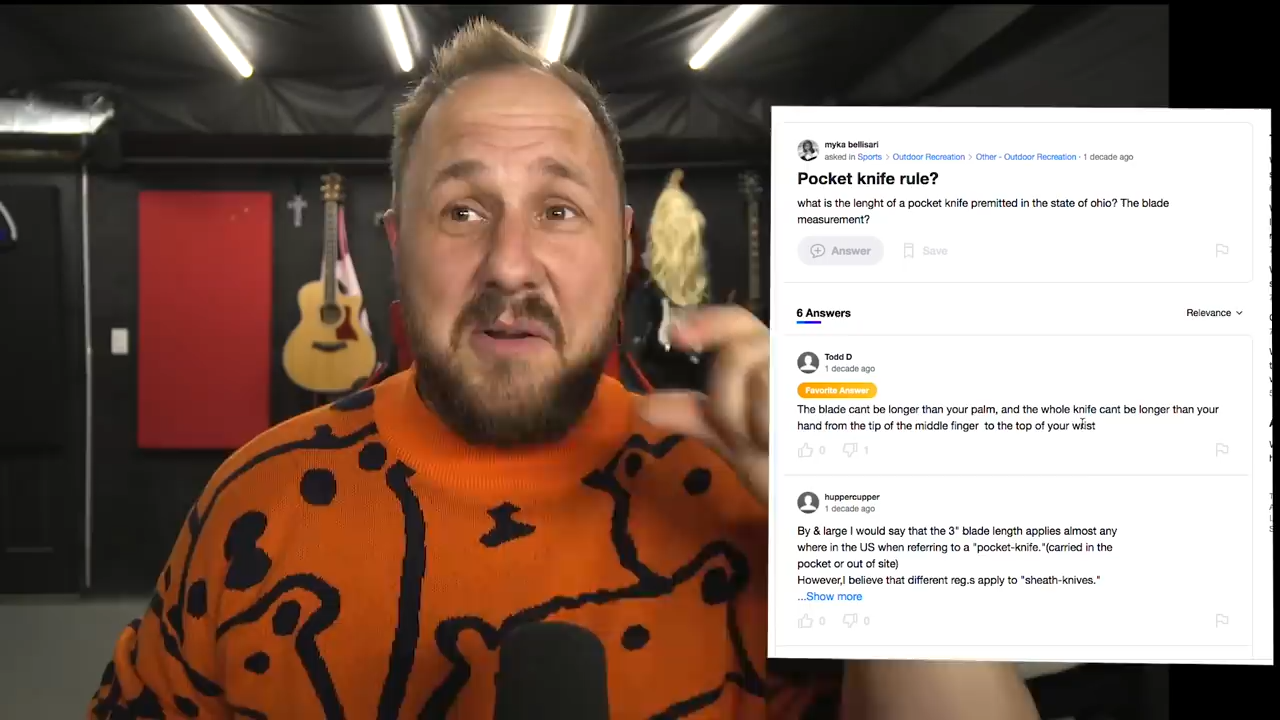 myka bellisari
asked in Sports > Outdoor Recreation > Other - Outdoor Recreation · 1 decade ago
Pocket knife rule?
what is the lenght of a pocket knife premitted in the state of ohio? The blade
measurement?
Answer
Save
6 Answers
Relevance
Todd D
1 decade ago
Favorite Answer
The blade cant be longer than your palm, and the whole knife cant be longer than your
hand from the tip of the middle finger to the top of your wrist
0
1
huppercupper
1 decade ago
By & large I would say that the 3" blade length applies almost any
where in the US when referring to a "pocket-knife."(carried in the
pocket or out of site)
However,I believe that different reg.s apply to "sheath-knives."
...Show more
0
0